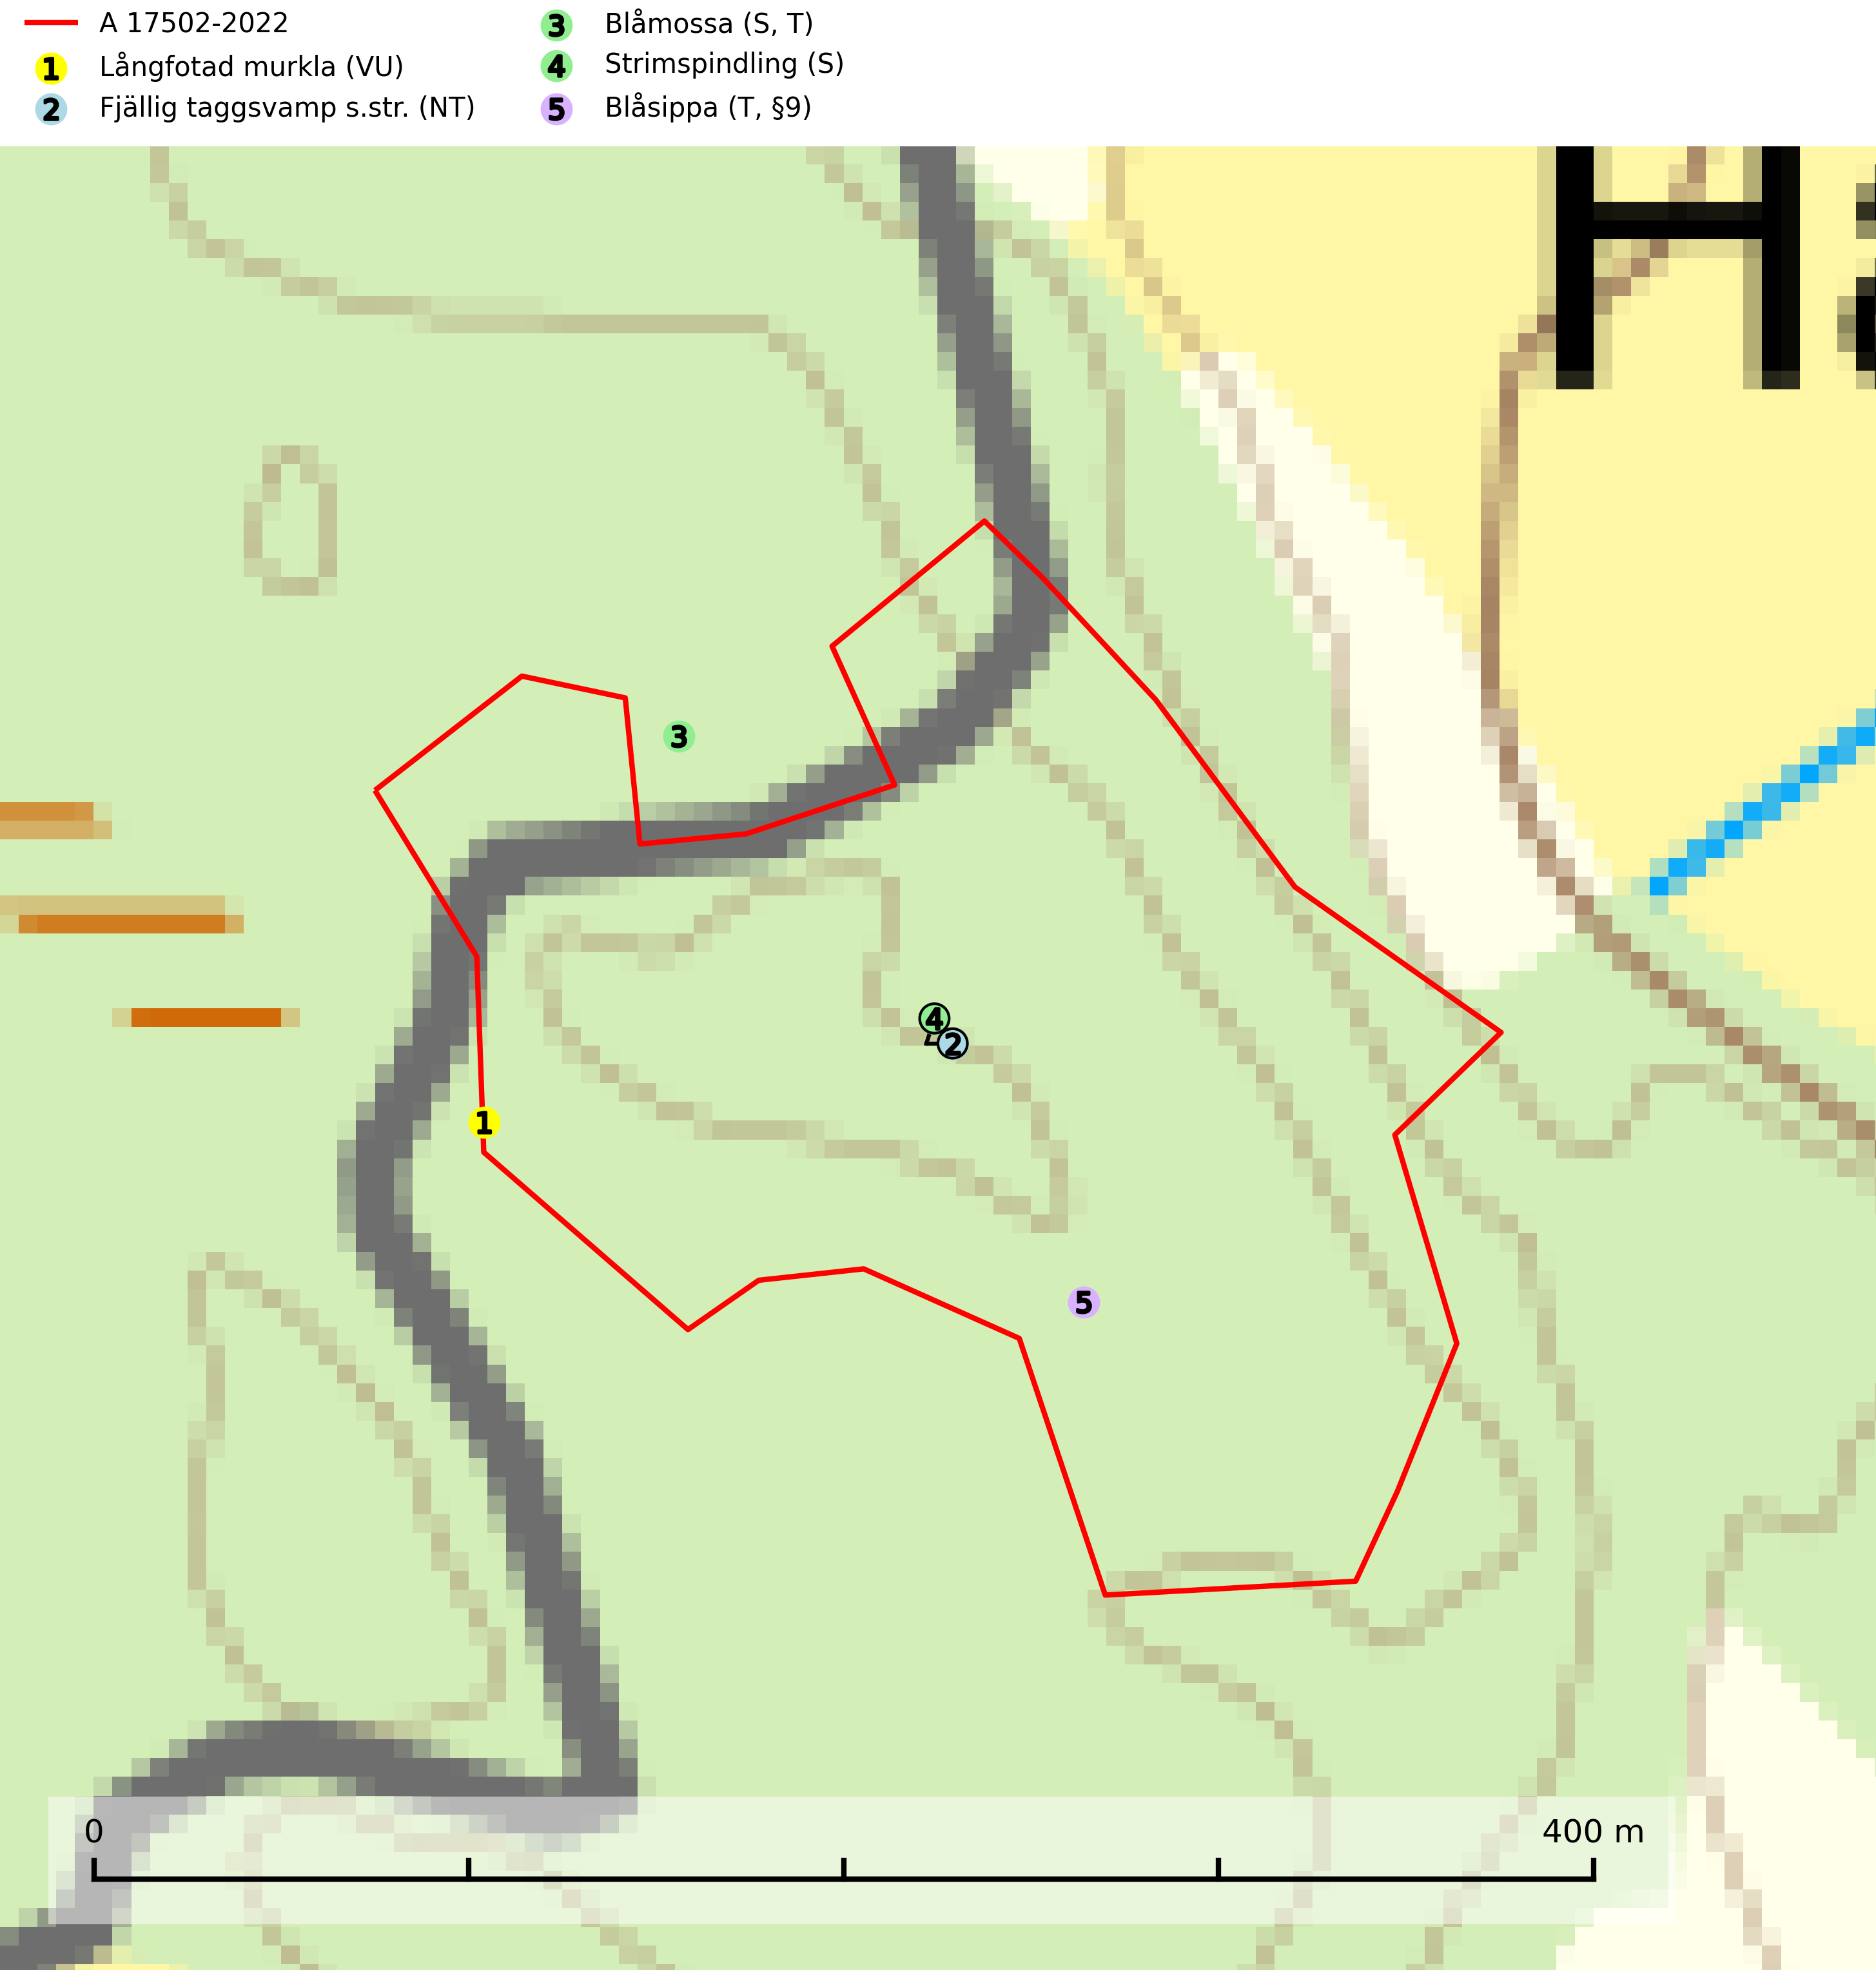 A 17502-2022
1 Långfotad murkla (VU)
2 Fjällig taggsvamp s.str. (NT)
3 Blåmossa (S, T)
4 Strimspindling (S)
5 Blåsippa (T, §9)
H
3
4
2
1
5
0
400 m